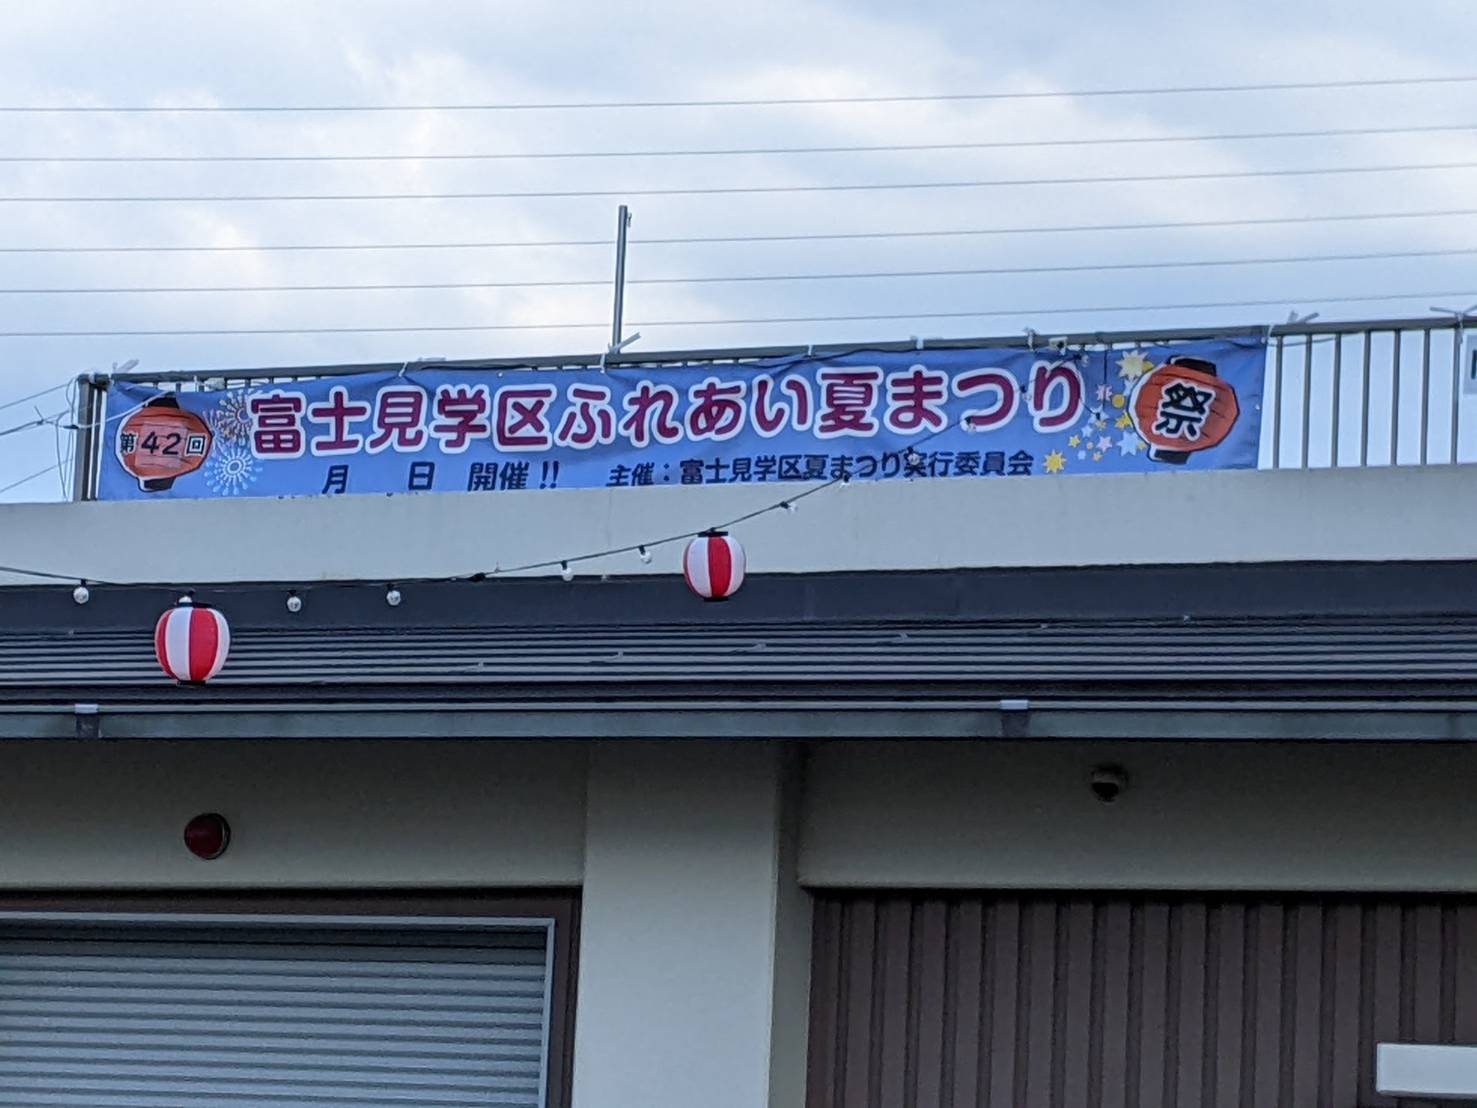 第42回
富士見学区ふれあい夏まつり
祭
月 日 開催!!
主催:富士見学区夏まつり実行委員会